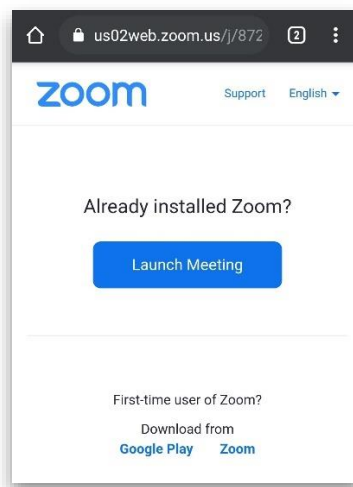 us02web.zoom.us/j/872 2
zoom Support English
Already installed Zoom?
Launch Meeting
First-time user of Zoom?
Download from
Google Play Zoom